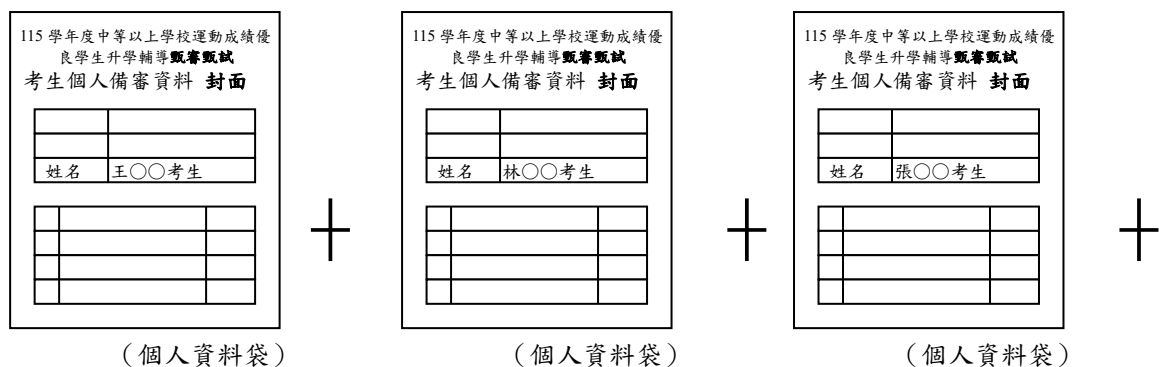 115 學年度中等以上學校運動成績優
良學生升學輔導甄審甄試
考生個人備審資料 封面
姓名 王○○考生
(個人資料袋)
115 學年度中等以上學校運動成績優
良學生升學輔導甄審甄試
考生個人備審資料 封面
姓名 林○○考生
(個人資料袋)
115 學年度中等以上學校運動成績優
良學生升學輔導甄審甄試
考生個人備審資料 封面
姓名 張○○考生
(個人資料袋)